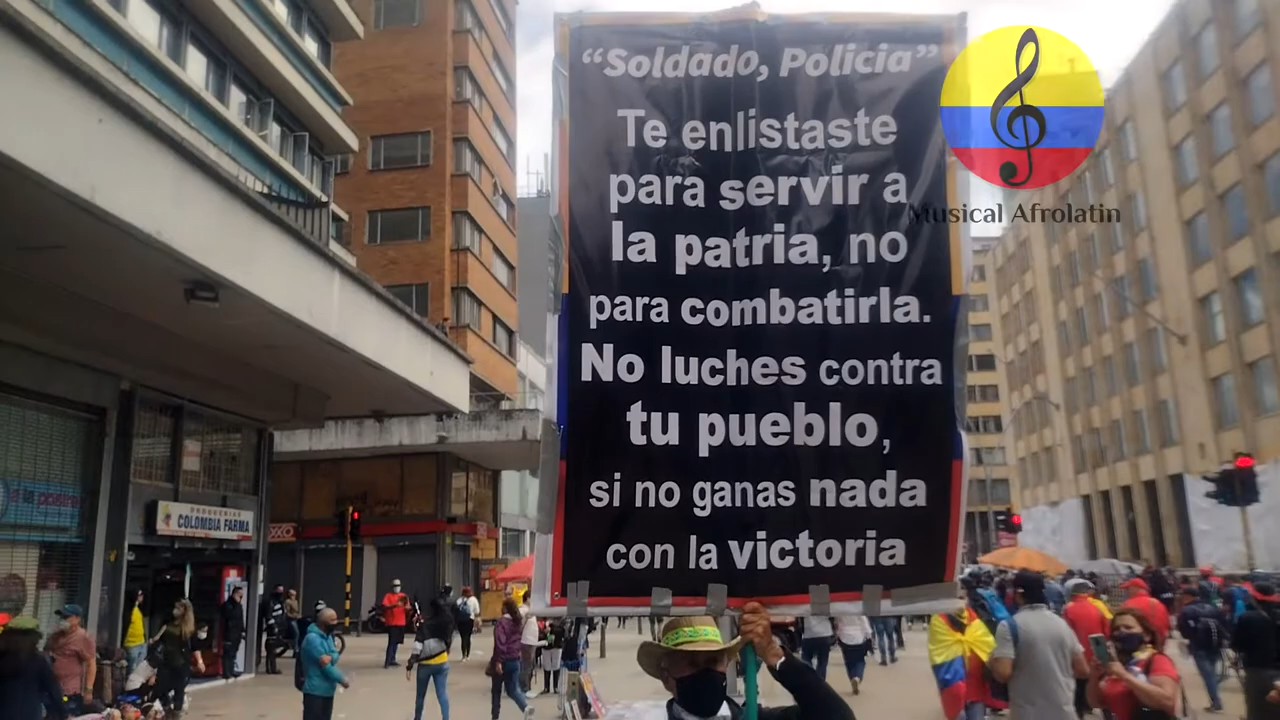 “Soldado, Policia”
Te enlistaste
para servir a
la patria, no
para combatirla.
No luches contra
tu pueblo,
si no ganas nada
con la victoria
Musical Afrolatin
DROGUERIAS
COLOMBIA FARMA